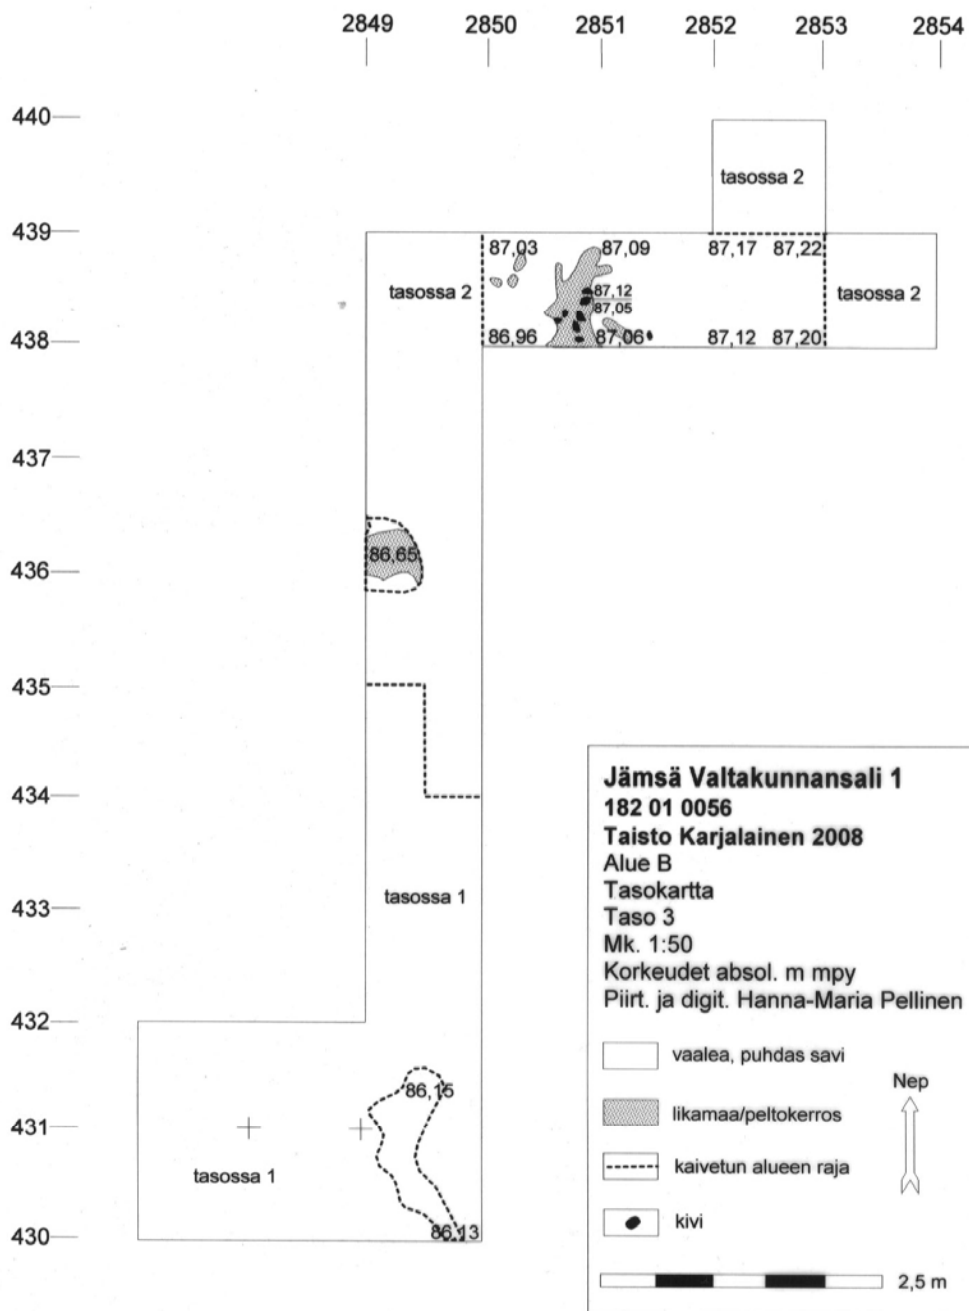 2849 2850 2851 2852 2853 2854
440
tasossa 2
439
87,03 87,09 87,17 87,22
tasossa 2
87,12
87,05
tasossa 2
86,96 87,06 87,12 87,20
438
437
86,65
436
435
434
tasossa 1
433
432
86,15
431
tasossa 1
86,13
430
Jämsä Valtakunnansali 1
182 01 0056
Taisto Karjalainen 2008
Alue B
Tasokartta
Taso 3
Mk. 1:50
Korkeudet absol. m mpy
Piirt. ja digit. Hanna-Maria Pellinen
vaalea, puhdas savi
Nep
likamaa/peltokerros
kaivetun alueen raja
kivi
2,5 m